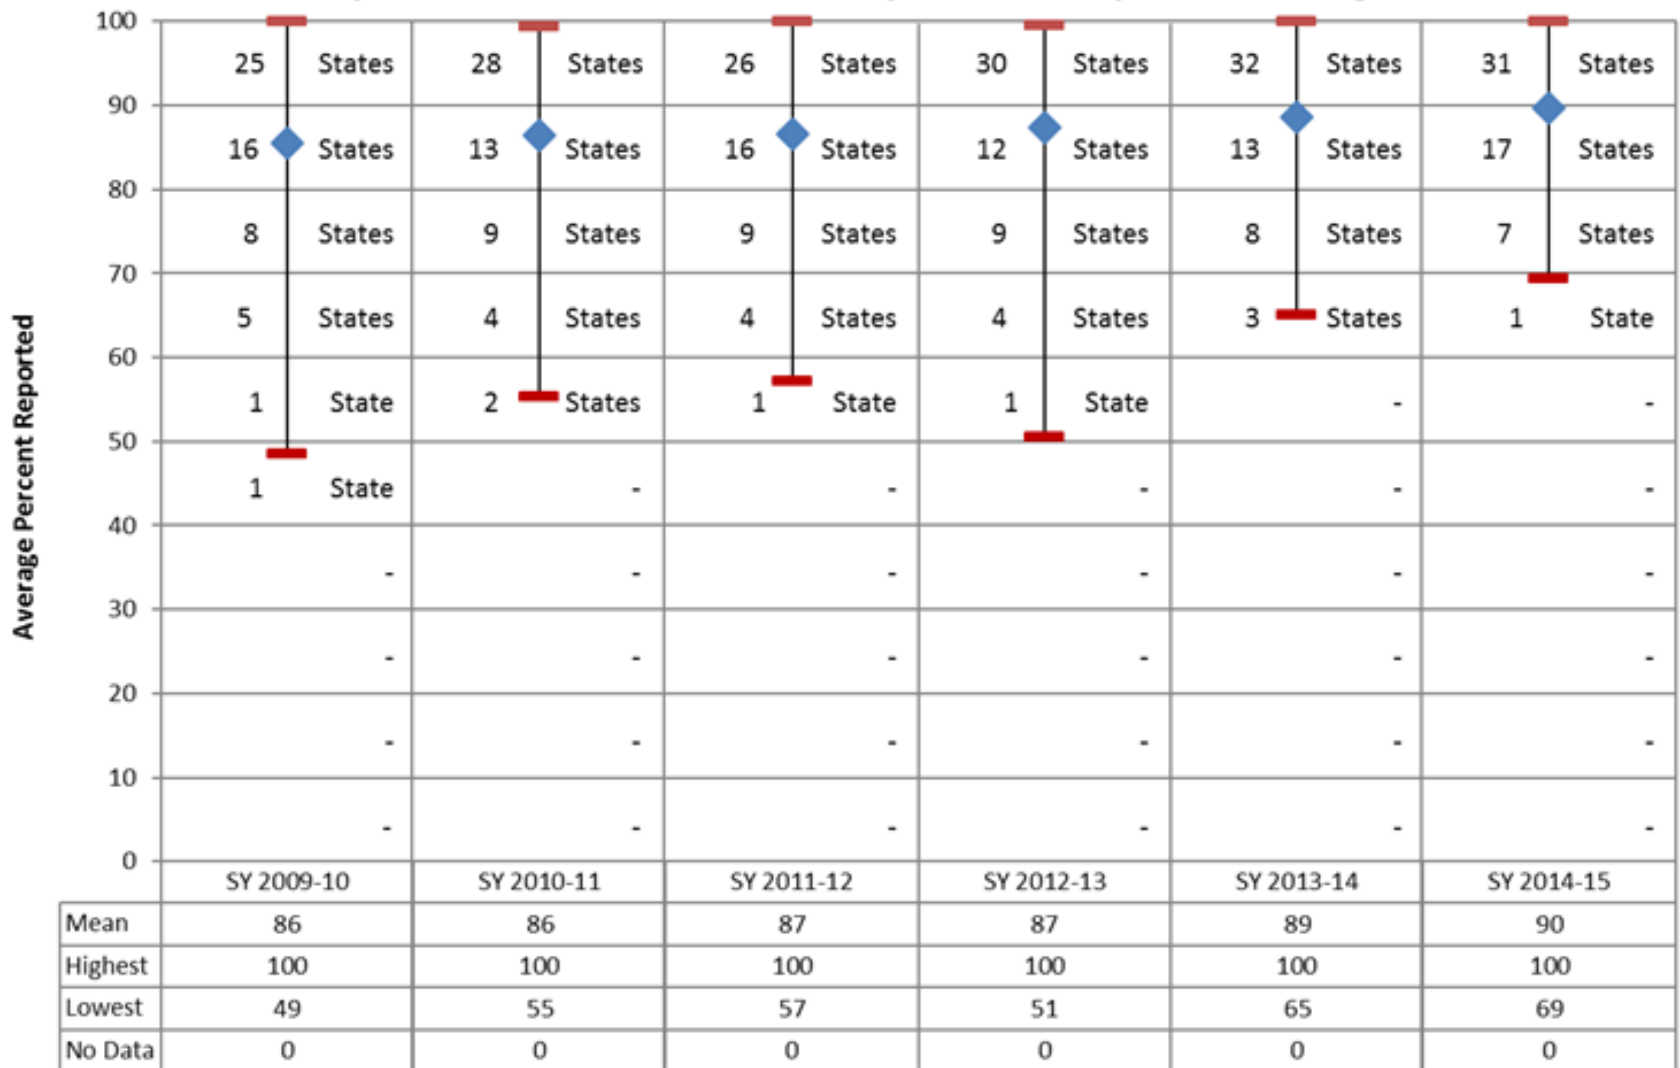 100
25 States 28 States 26 States 30 States 32 States 31 States
90
16 States 13 States 16 States 12 States 13 States 17 States
80
8 States 9 States 9 States 9 States 8 States 7 States
70
5 States 4 States 4 States 4 States 3 States 1 State
60
1 State 2 States 1 State 1 State - -
50
1 State - - - - -
40
- - - - - -
30
- - - - - -
20
- - - - - -
10
- - - - - -
0
Average Percent Reported
SY 2009-10 SY 2010-11 SY 2011-12 SY 2012-13 SY 2013-14 SY 2014-15
Mean 86 86 87 87 89 90
Highest 100 100 100 100 100 100
Lowest 49 55 57 51 65 69
No Data 0 0 0 0 0 0